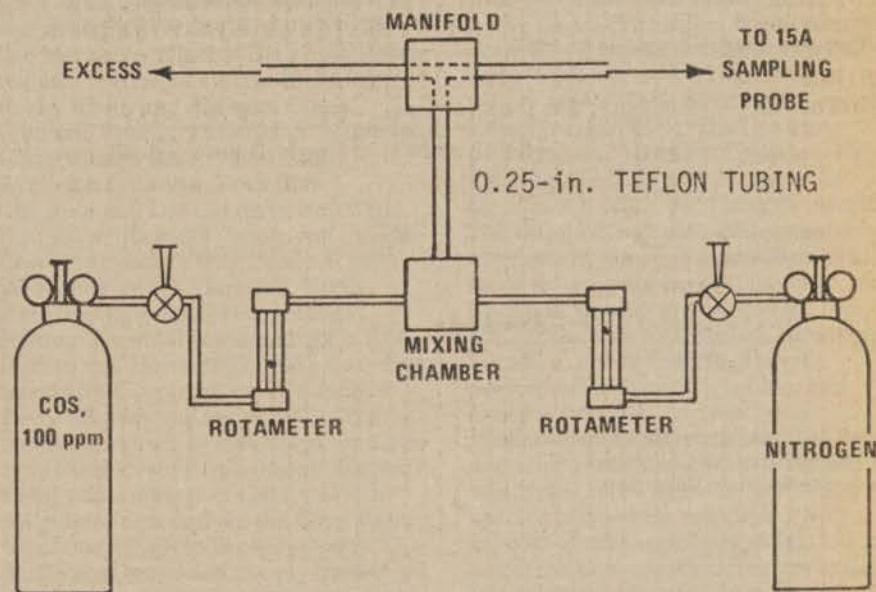 MANIFOLD
EXCESS
TO 15A
SAMPLING
PROBE
0.25-in. TEFLON TUBING
MIXING
CHAMBER
COS,
100 ppm
ROTAMETER
ROTAMETER
NITROGEN